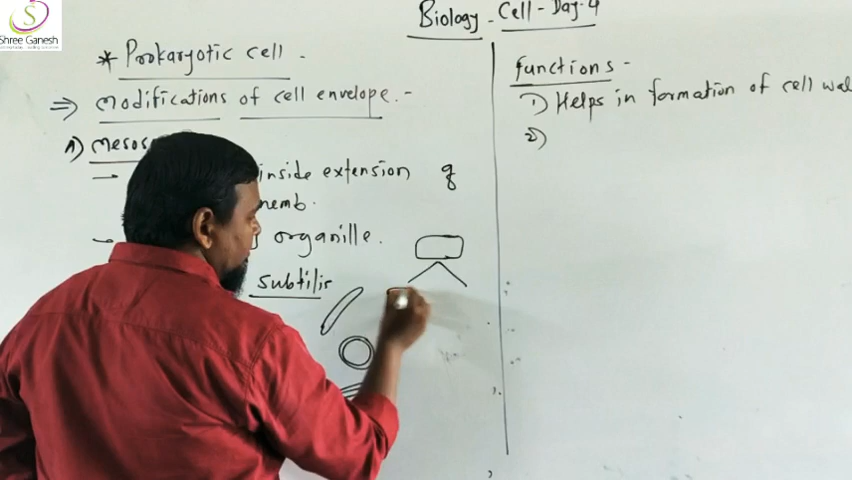 S
Shree Ganesh
Biology - Cell - Day-4
* Prokaryotic cell -
⇒ Modifications of cell envelope. -
1) Mesos
→ inside extension of
memb.
→ organille.
subtilis
Functions -
1) Helps in formation of cell wal
2)